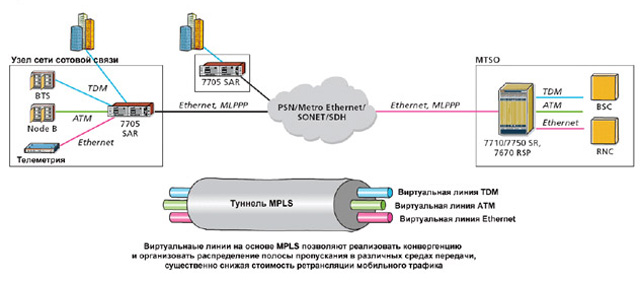 Узел сети сотовой связи
BTS
TDM
Node B
ATM
7705
SAR
Ethernet
Телеметрия
7705 SAR
Ethernet, MLPPP
PSN/Metro Ethernet/
SONET/SDH
Ethernet, MLPPP
MTSO
TDM
BSC
ATM
Ethernet
RNC
7710/7750 SR,
7670 RSP
Туннель MPLS
Виртуальная линия TDM
Виртуальная линия ATM
Виртуальная линия Ethernet
Виртуальные линии на основе MPLS позволяют реализовать конвергенцию
и организовать распределение полосы пропускания в различных средах передачи,
существенно снижая стоимость ретрансляции мобильного трафика